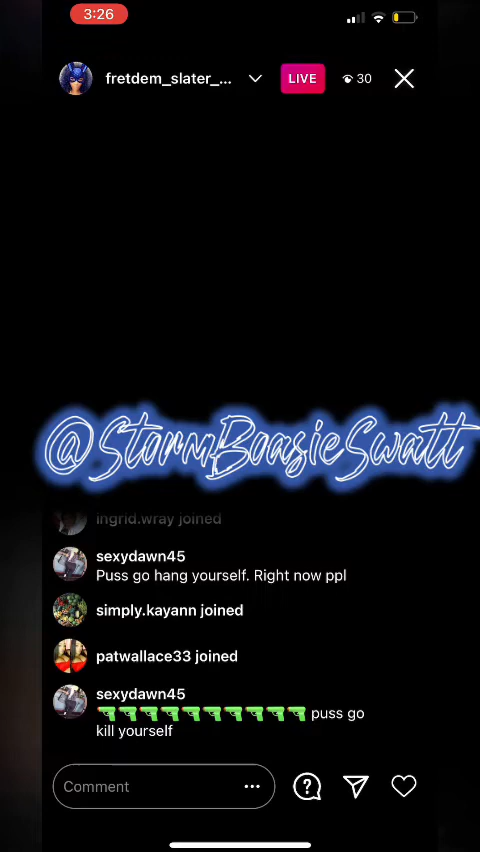 3:26
fretdem_slater_...
LIVE
30
@StormBoasieSwatt
ingrid.wray joined
sexydawn45
Puss go hang yourself. Right now ppl
simply.kayann joined
patwallace33 joined
sexydawn45
🔫🔫🔫🔫🔫🔫🔫🔫🔫🔫 puss go
kill yourself
Comment